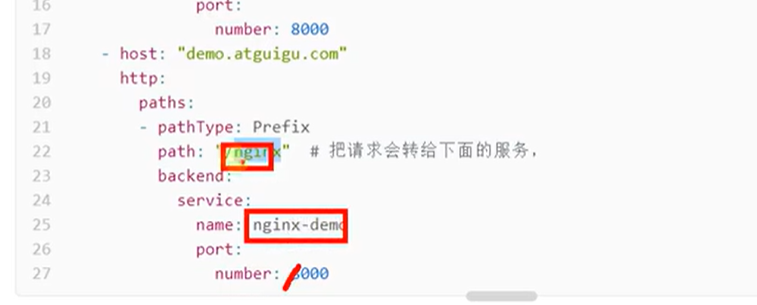 16 port:
17 number: 8000
18 - host: "demo.atguigu.com"
19 http:
20 paths:
21 - pathType: Prefix
22 path: "/nginx" # 把请求会转给下面的服务，
23 backend:
24 service:
25 name: nginx-demo
26 port:
27 number: 8000